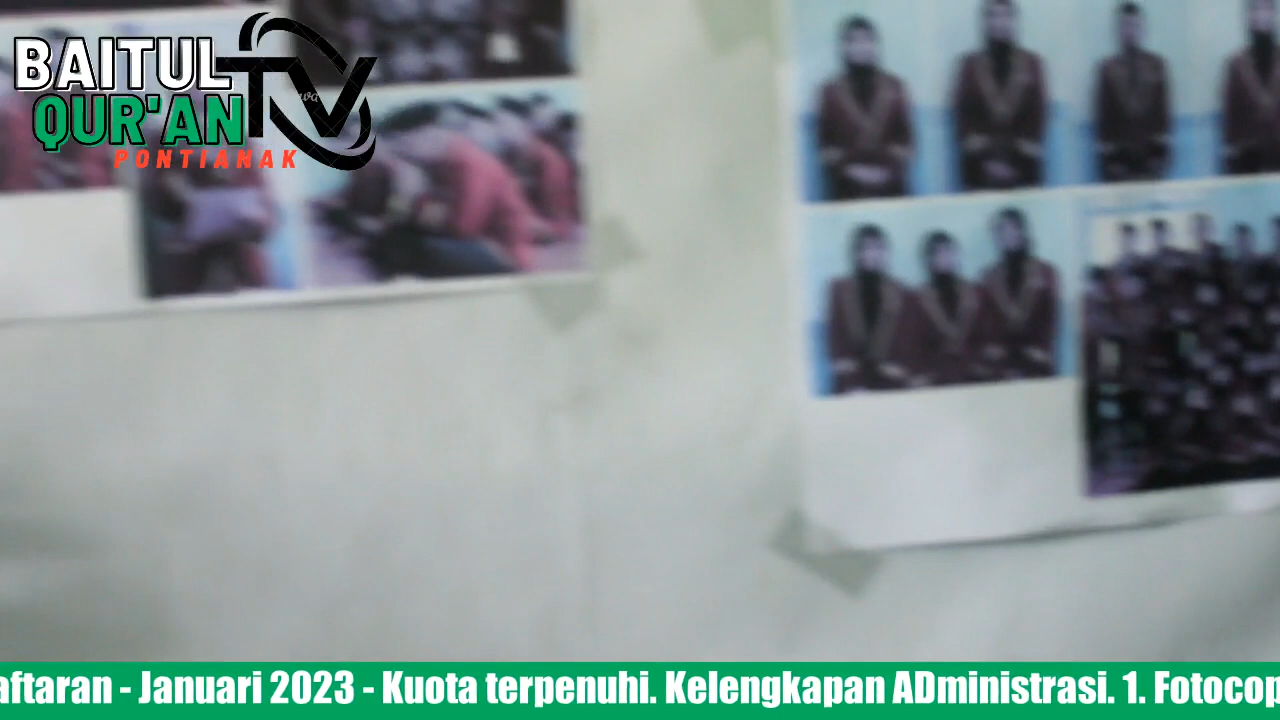 BAITUL
QUR'AN
TV
PONTIANAK
aftaran - Januari 2023 - Kuota terpenuhi. Kelengkapan ADministrasi. 1. Fotocop